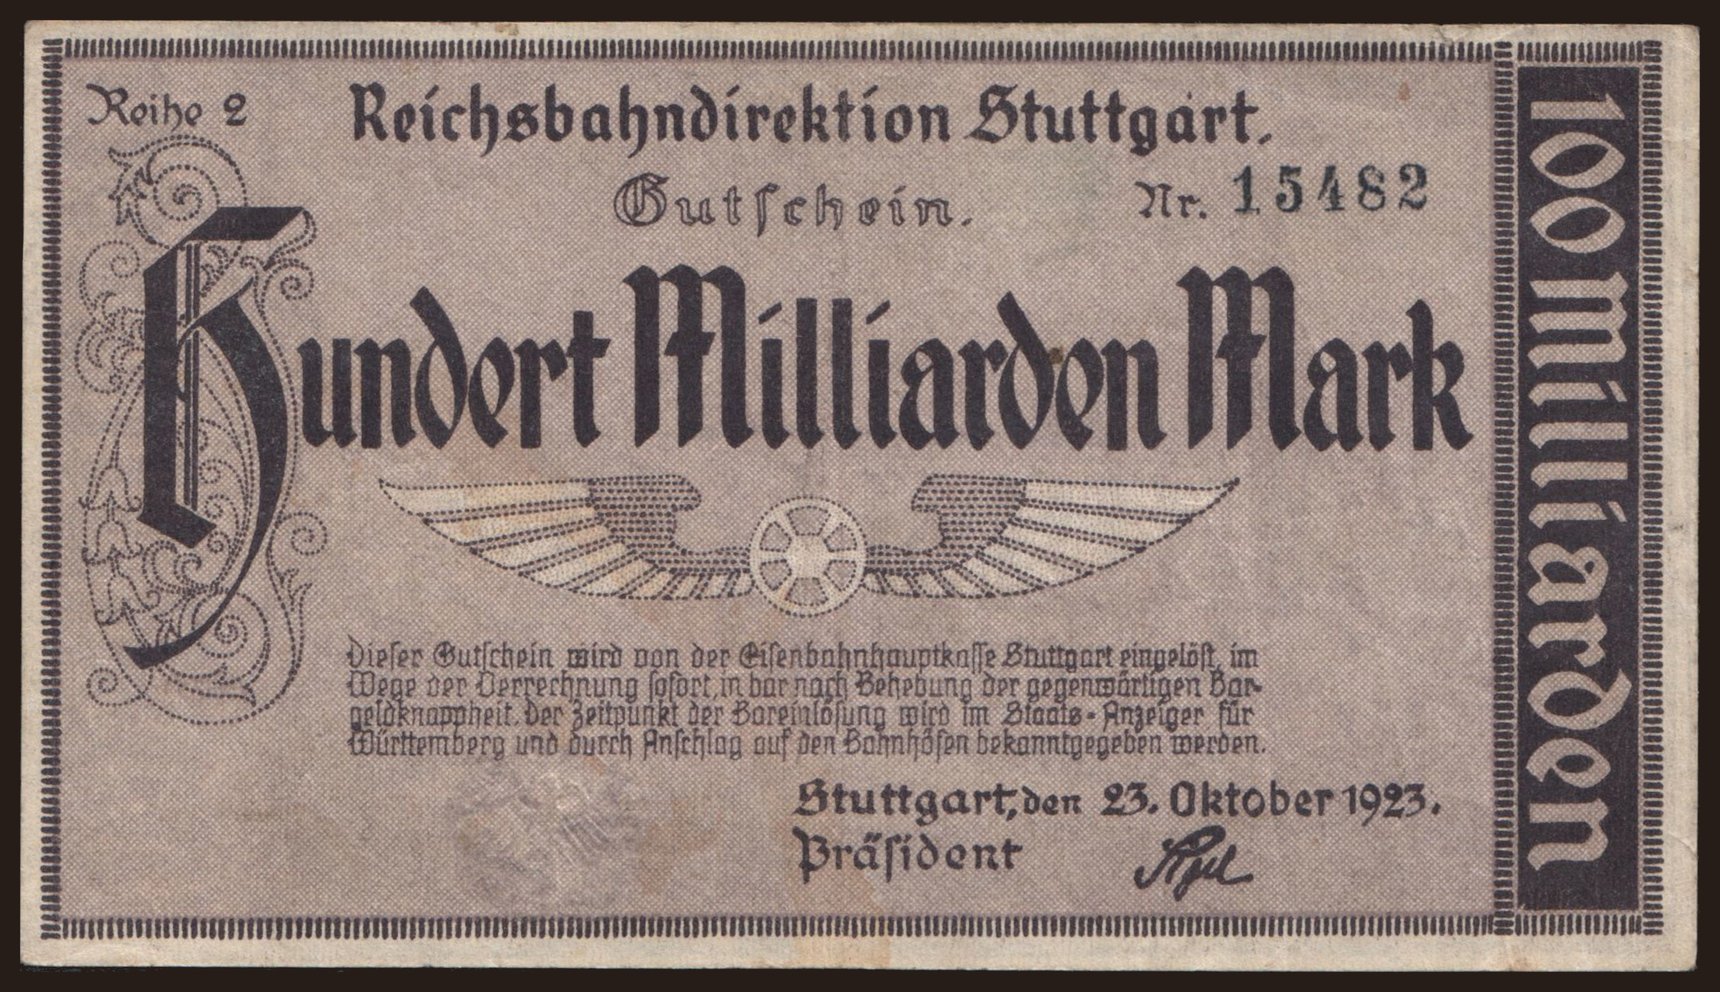 Reihe 2
Reichsbahndirektion Stuttgart.
Gutschein.
Nr. 15482
Hundert Milliarden Mark
Dieser Gutschein wird von der Eisenbahnhauptkasse Stuttgart eingelöst, im
Wege der Verrechnung sofort, in bar nach Behebung der gegenwärtigen Bar-
geldknappheit. Der Zeitpunkt der Bareinlösung wird im Staats-Anzeiger für
Württemberg und durch Anschlag auf den Bahnhöfen bekanntgegeben werden.
Stuttgart, den 23. Oktober 1923.
Präsident
100 Milliarden